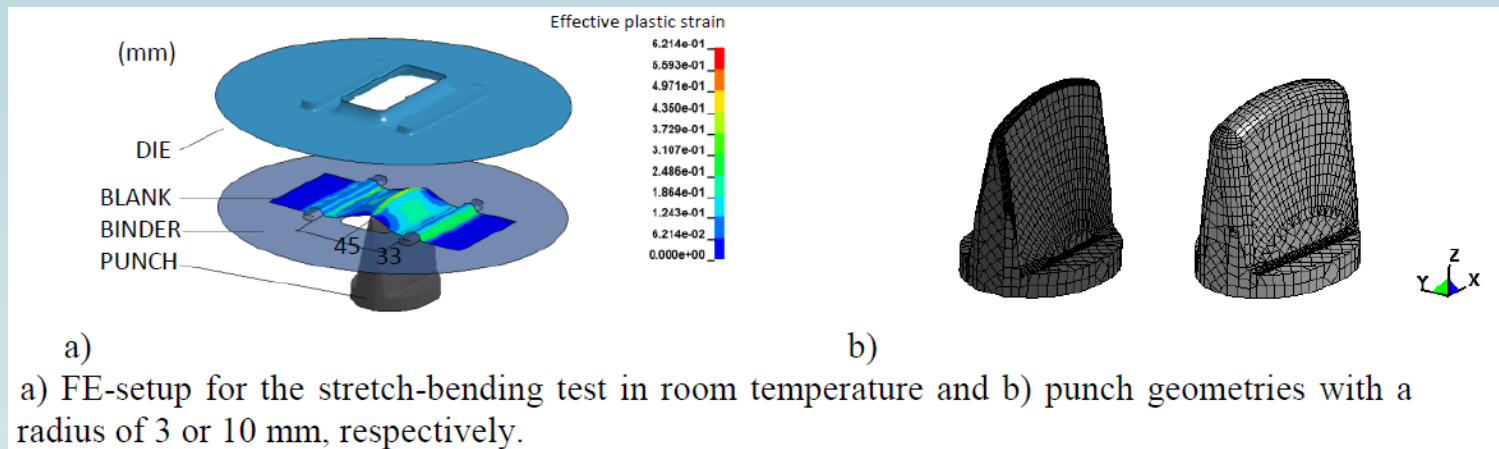 Effective plastic strain
(mm)
6.214e-01
5.593e-01
4.971e-01
4.350e-01
3.729e-01
3.107e-01
2.486e-01
1.864e-01
1.243e-01
6.214e-02
0.000e+00
DIE
BLANK
BINDER
PUNCH
45
33
Z
Y
X
a)
b)
a) FE-setup for the stretch-bending test in room temperature and b) punch geometries with a
radius of 3 or 10 mm, respectively.